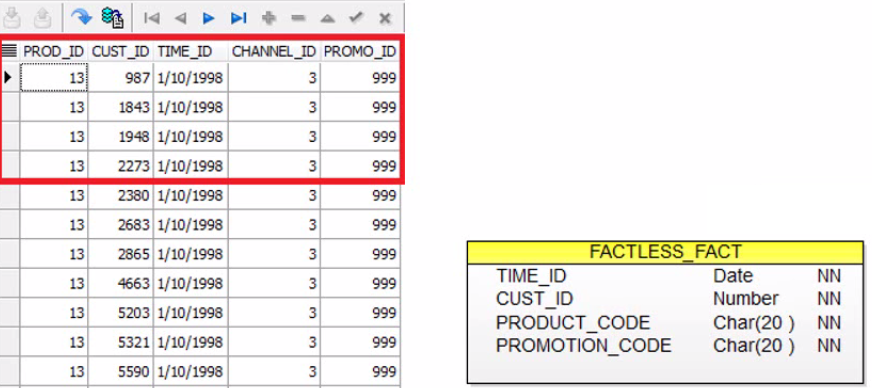 PROD_ID CUST_ID TIME_ID CHANNEL_ID PROMO_ID
13 987 1/10/1998 3 999
13 1843 1/10/1998 3 999
13 1948 1/10/1998 3 999
13 2273 1/10/1998 3 999
13 2380 1/10/1998 3 999
13 2683 1/10/1998 3 999
13 2865 1/10/1998 3 999
13 4663 1/10/1998 3 999
13 5203 1/10/1998 3 999
13 5321 1/10/1998 3 999
13 5590 1/10/1998 3 999
FACTLESS_FACT
TIME_ID Date NN
CUST_ID Number NN
PRODUCT_CODE Char(20 ) NN
PROMOTION_CODE Char(20 ) NN